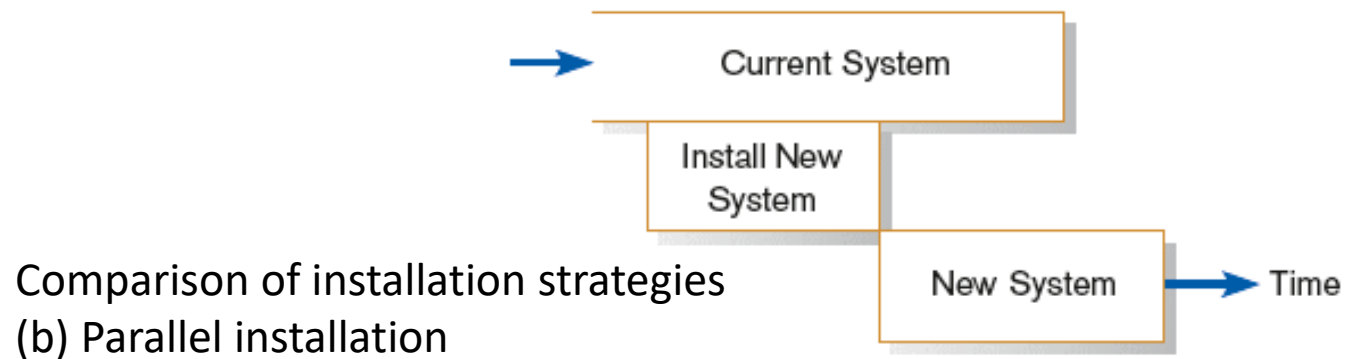 Current System
Install New
System
New System
Time
Comparison of installation strategies
(b) Parallel installation